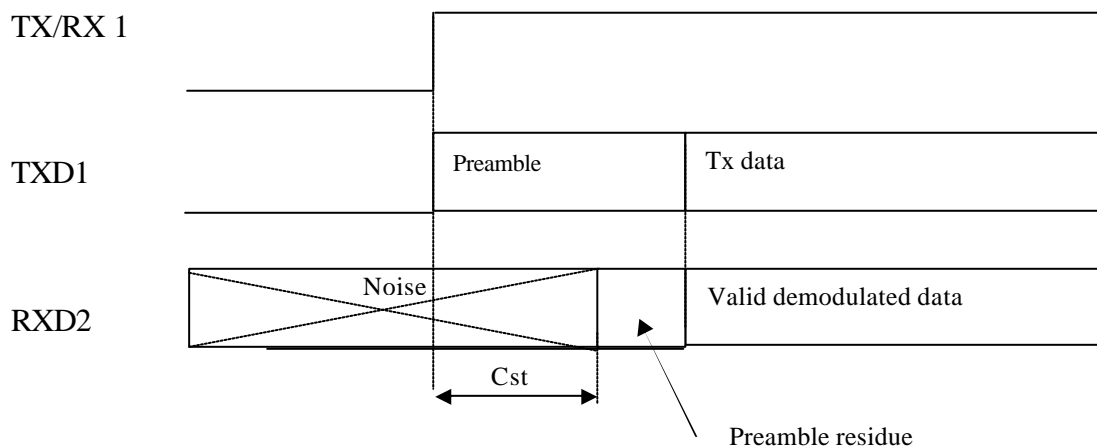 TX/RX 1
TXD1
Preamble
Tx data
RXD2
Noise
Valid demodulated data
Cst
Preamble residue